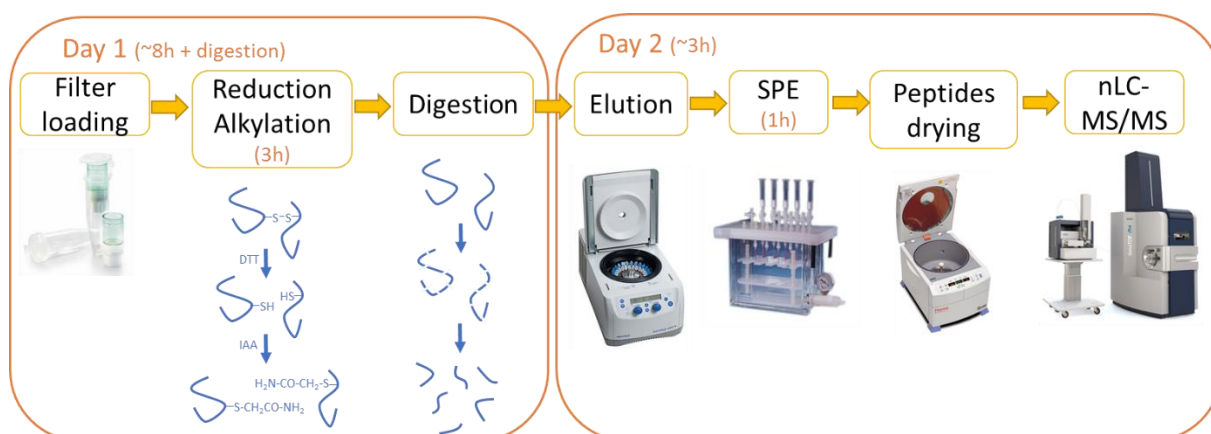 Day 1 (~8h + digestion)
Day 2 (~3h)
Filter
loading
Reduction
Alkylation
(3h)
Digestion
Elution
SPE
(1h)
Peptides
drying
nLC-
MS/MS
-S-S-
DTT
-SH
HS-
IAA
H₂N-CO-CH₂-S-
-S-CH₂CO-NH₂